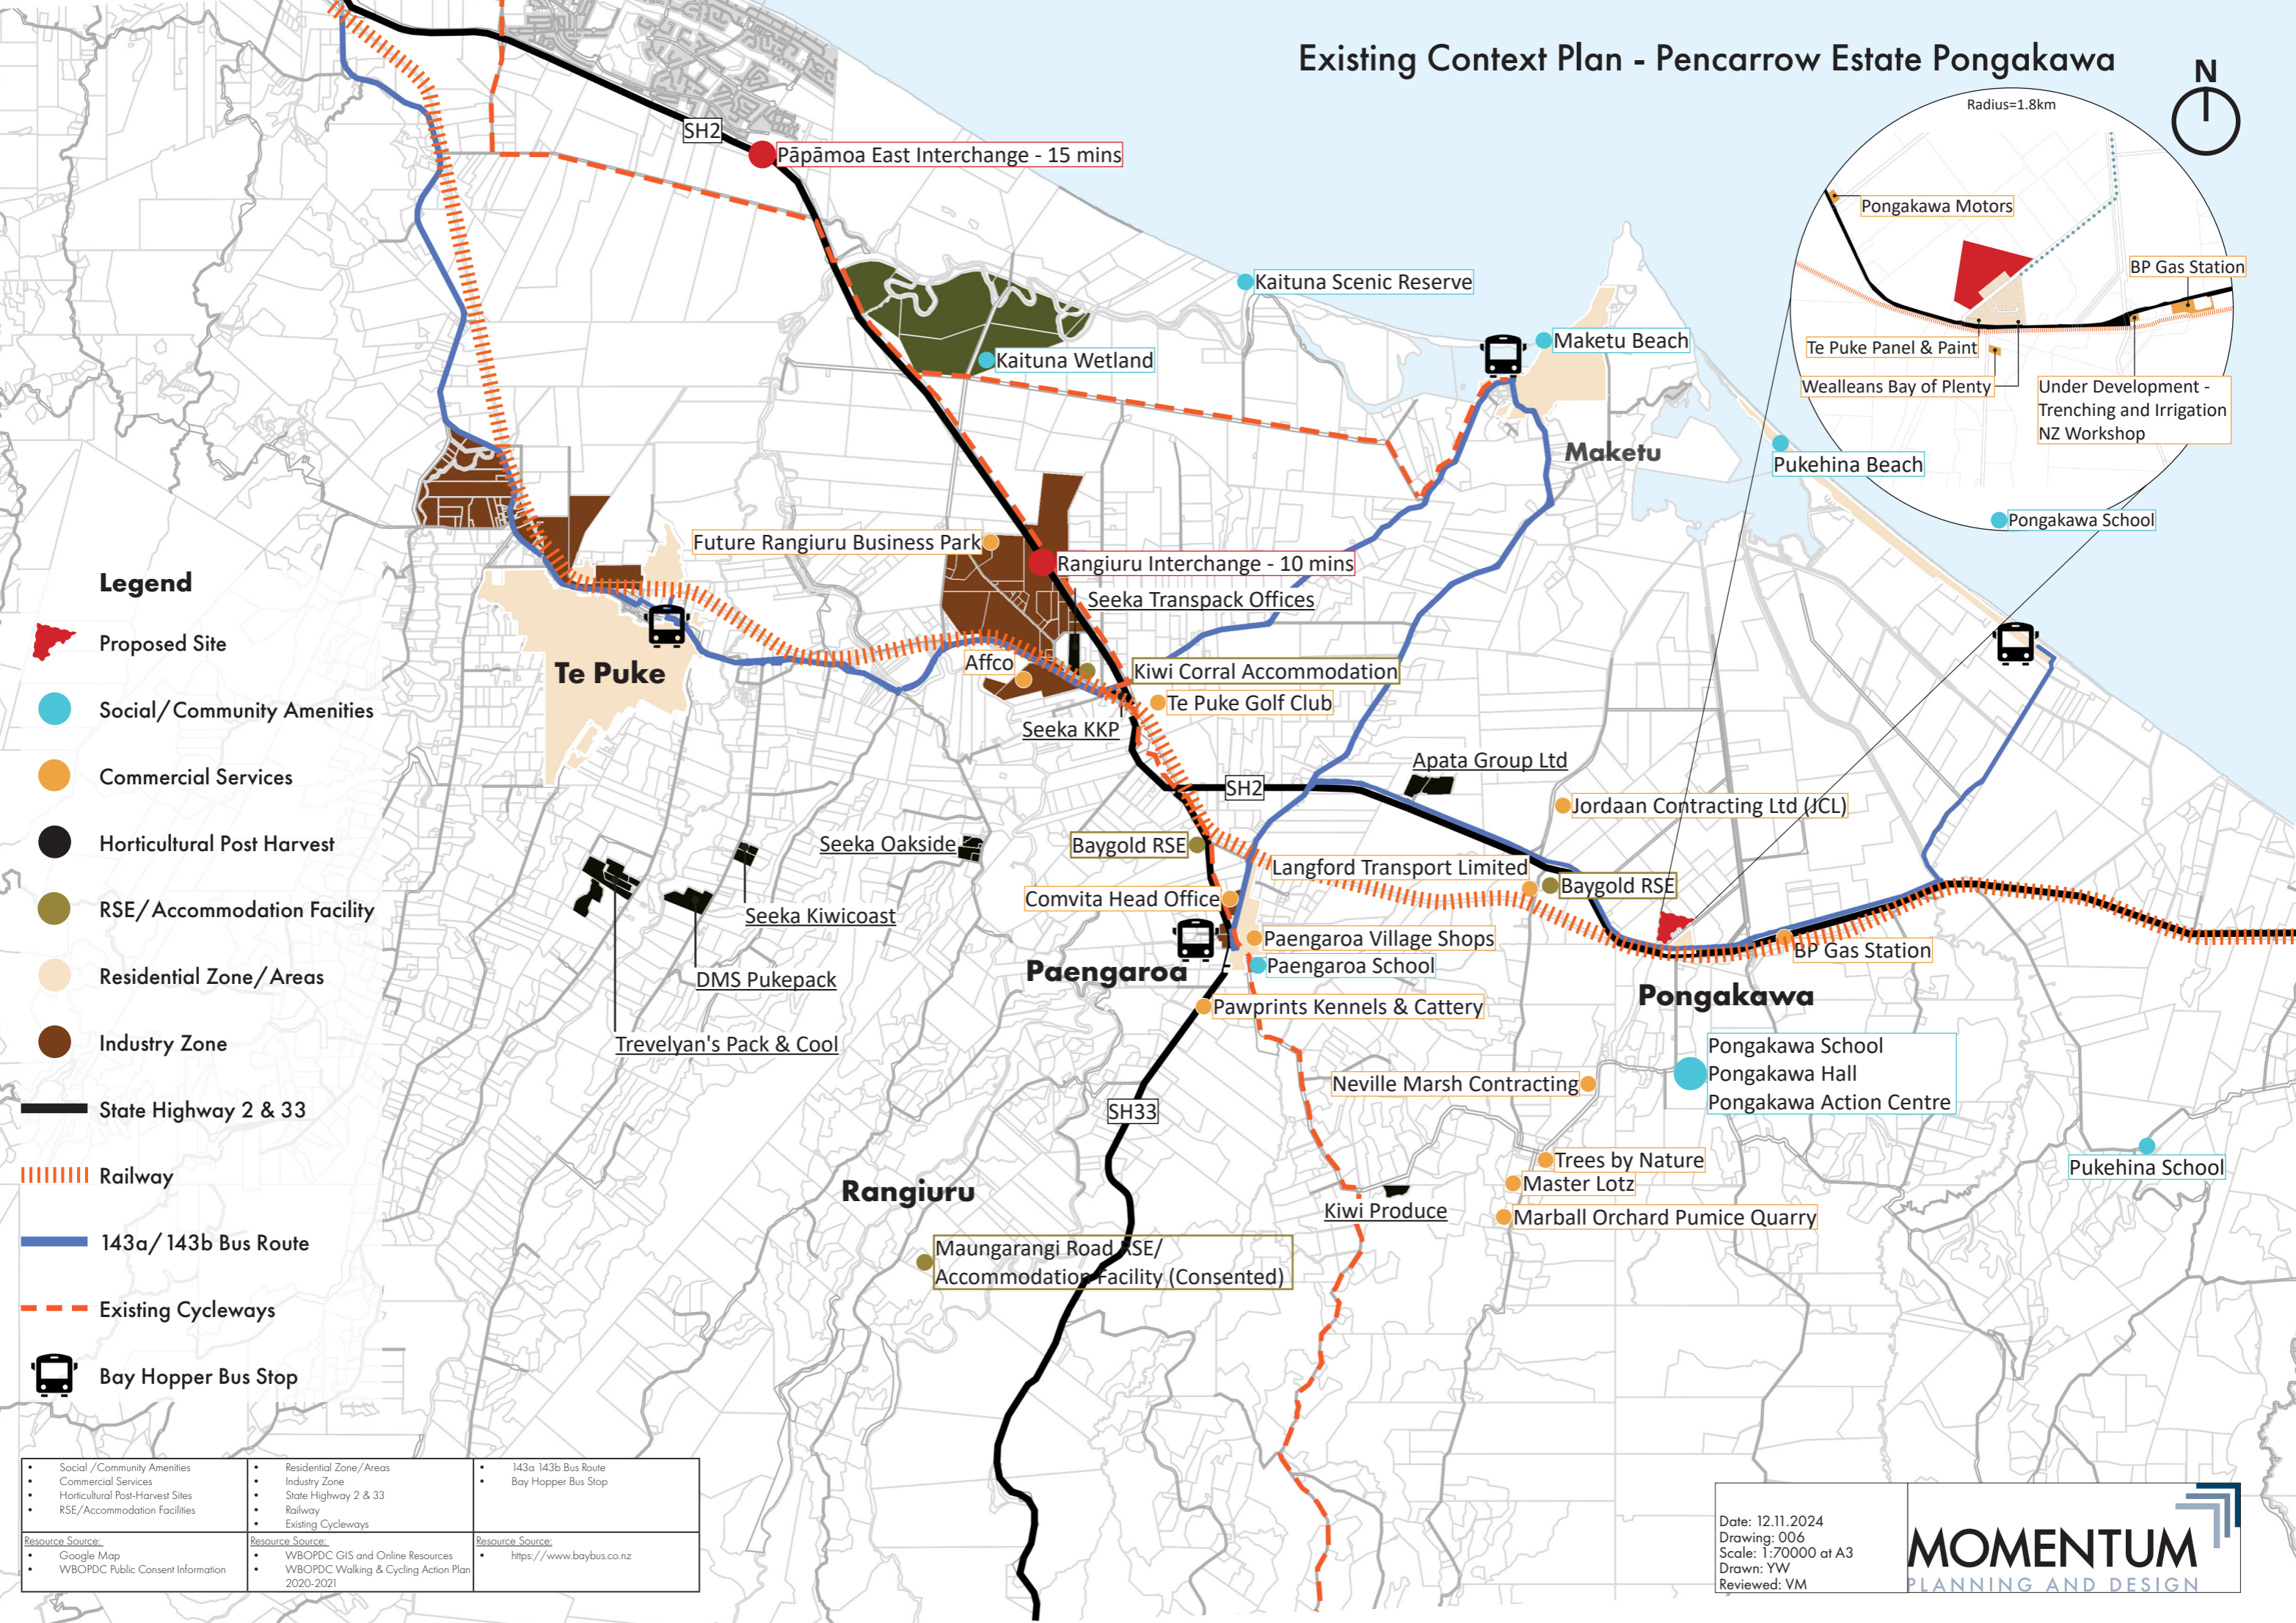 Existing Context Plan - Pencarrow Estate Pongakawa
N
Radius=1.8km
Pongakawa Motors
BP Gas Station
Te Puke Panel & Paint
Wealleans Bay of Plenty
Under Development -
Trenching and Irrigation
NZ Workshop
Pongakawa School
SH2
Pāpāmoa East Interchange - 15 mins
Kaituna Scenic Reserve
Kaituna Wetland
Maketu Beach
Maketu
Pukehina Beach
Future Rangiuru Business Park
Rangiuru Interchange - 10 mins
Seeka Transpack Offices
Te Puke
Affco
Kiwi Corral Accommodation
Te Puke Golf Club
Seeka KKP
SH2
Apata Group Ltd
Jordaan Contracting Ltd (JCL)
Seeka Oakside
Baygold RSE
Langford Transport Limited
Baygold RSE
Comvita Head Office
Seeka Kiwicoast
Paengaroa Village Shops
BP Gas Station
Paengaroa
Paengaroa School
DMS Pukepack
Pongakawa
Pawprints Kennels & Cattery
Trevelyan's Pack & Cool
Pongakawa School
Pongakawa Hall
Pongakawa Action Centre
Neville Marsh Contracting
SH33
Trees by Nature
Pukehina School
Master Lotz
Rangiuru
Kiwi Produce
Marball Orchard Pumice Quarry
Maungarangi Road RSE/
Accommodation Facility (Consented)
Legend
Proposed Site
Social/Community Amenities
Commercial Services
Horticultural Post Harvest
RSE/Accommodation Facility
Residential Zone/Areas
Industry Zone
State Highway 2 & 33
Railway
143a/143b Bus Route
Existing Cycleways
Bay Hopper Bus Stop
• Social /Community Amenities
• Commercial Services
• Horticultural Post-Harvest Sites
• RSE/Accommodation Facilities
Resource Source:
• Google Map
• WBOPDC Public Consent Information
• Residential Zone/Areas
• Industry Zone
• State Highway 2 & 33
• Railway
• Existing Cycleways
Resource Source:
• WBOPDC GIS and Online Resources
• WBOPDC Walking & Cycling Action Plan
2020-2021
• 143a 143b Bus Route
• Bay Hopper Bus Stop
Resource Source:
• https://www.baybus.co.nz
Date: 12.11.2024
Drawing: 006
Scale: 1:70000 at A3
Drawn: YW
Reviewed: VM
MOMENTUM
PLANNING AND DESIGN